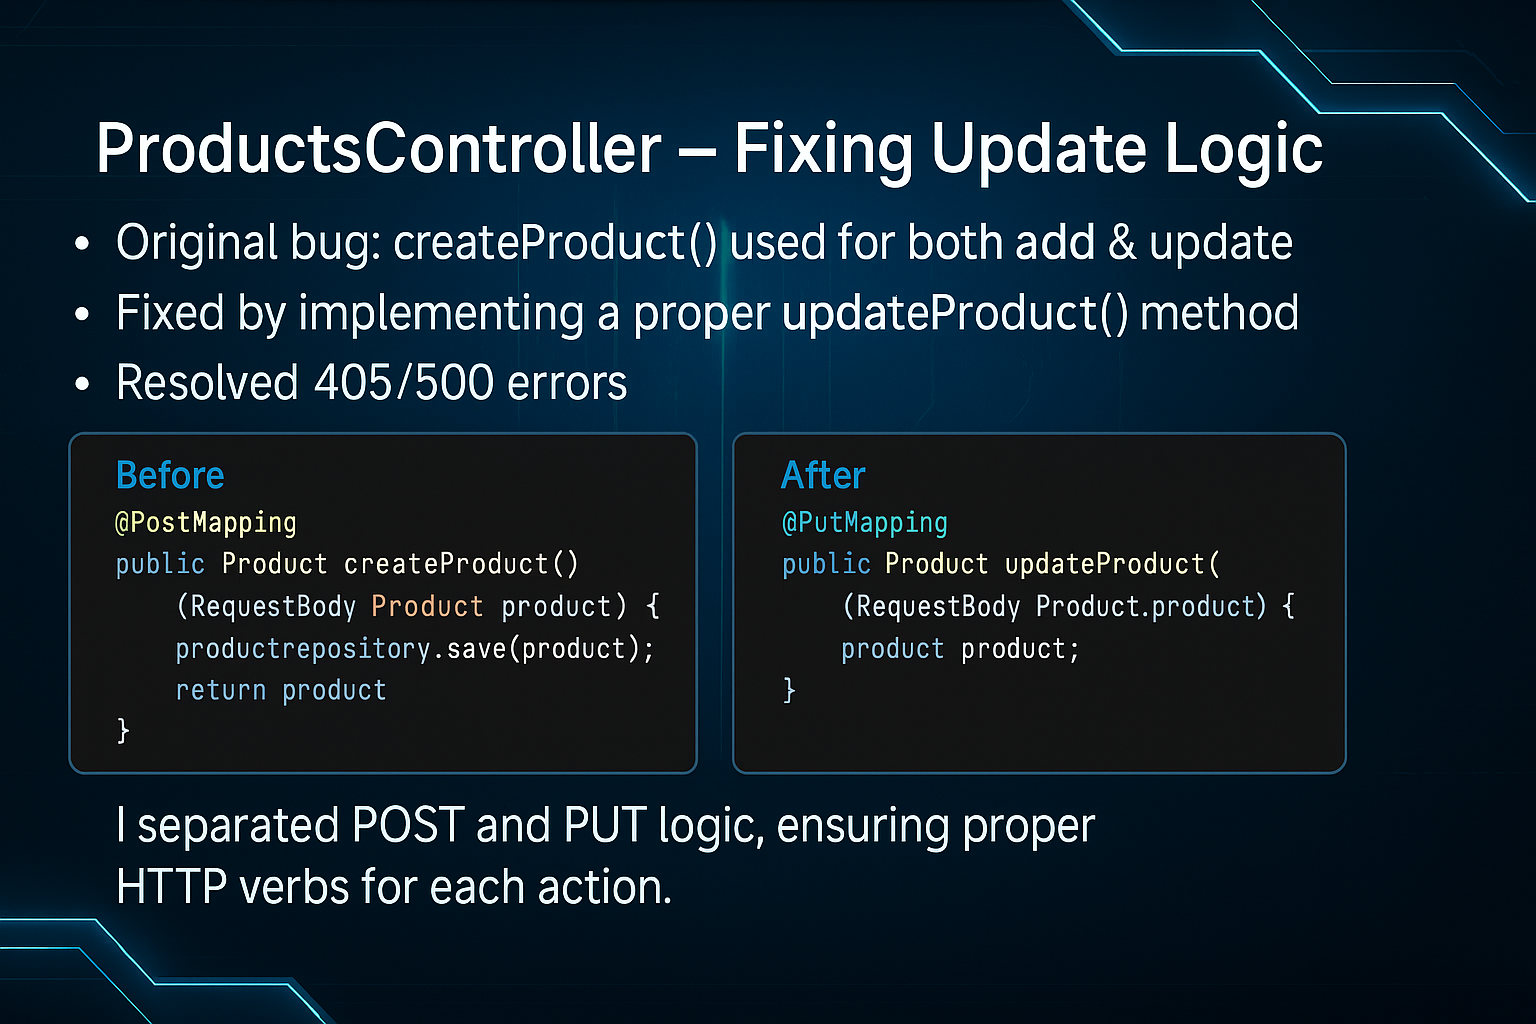 ProductsController – Fixing Update Logic
• Original bug: createProduct() used for both add & update
• Fixed by implementing a proper updateProduct() method
• Resolved 405/500 errors
Before
@PostMapping
public Product createProduct()
(RequestBody Product product) {
productrepository.save(product);
return product
}
After
@PutMapping
public Product updateProduct(
(RequestBody Product.product) {
product product;
}
I separated POST and PUT logic, ensuring proper
HTTP verbs for each action.